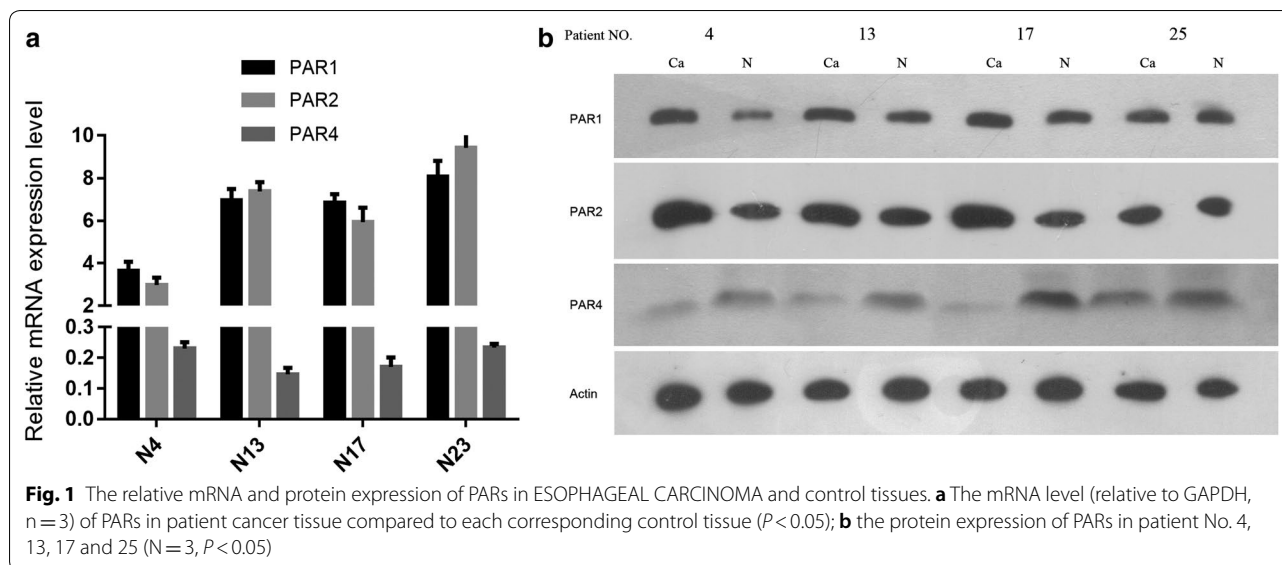 a
PAR1
PAR2
PAR4
Relative mRNA expression level
10
8
6
4
2
0.3
0.2
0.1
0.0
N4
N13
N17
N23
b
Patient NO. 4 13 17 25
Ca N Ca N Ca N Ca N
PAR1
PAR2
PAR4
Actin
Fig. 1 The relative mRNA and protein expression of PARs in ESOPHAGEAL CARCINOMA and control tissues. a The mRNA level (relative to GAPDH,
n = 3) of PARs in patient cancer tissue compared to each corresponding control tissue (P < 0.05); b the protein expression of PARs in patient No. 4,
13, 17 and 25 (N = 3, P < 0.05)